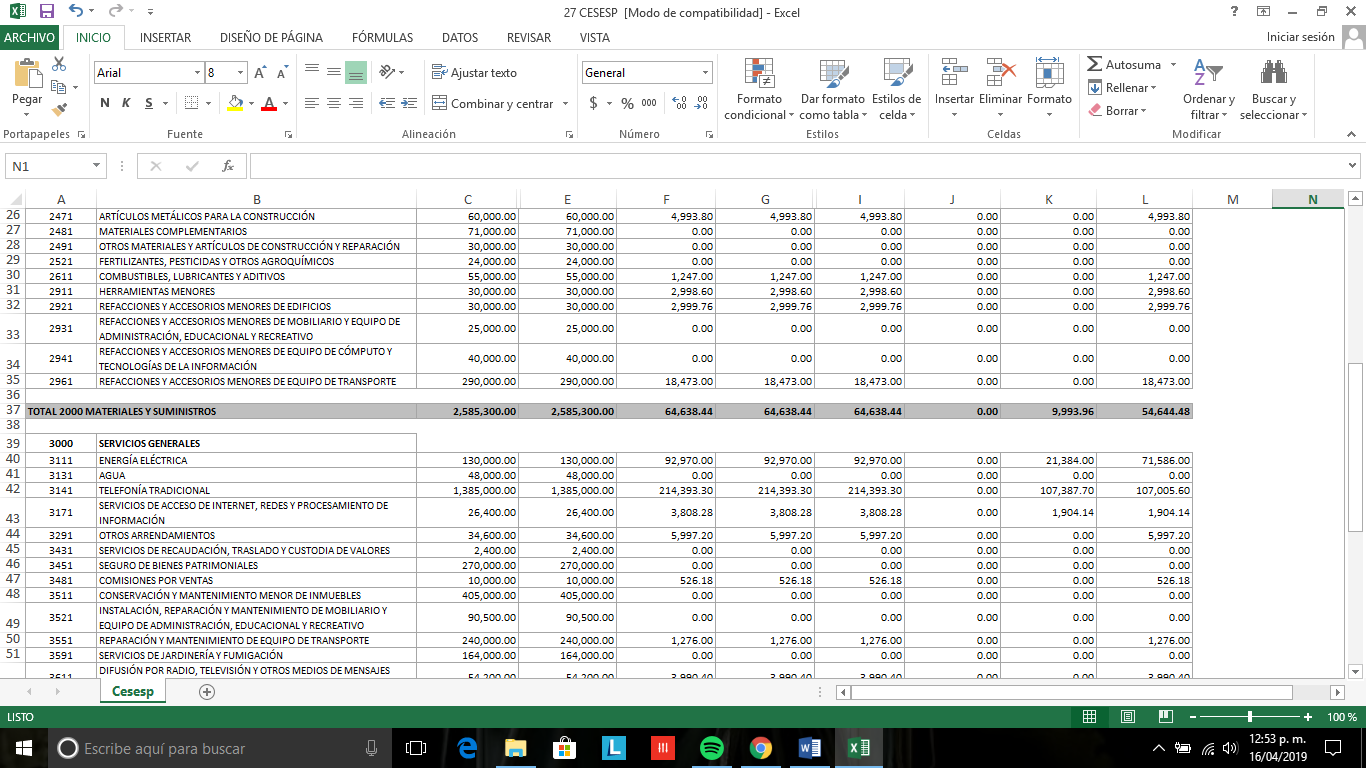 27 CESESP [Modo de compatibilidad] - Excel
ARCHIVO INICIO INSERTAR DISEÑO DE PÁGINA FÓRMULAS DATOS REVISAR VISTA Iniciar sesión
Arial 8 Ajustar texto General Autosuma
Pegar Rellenar
N K S Combinar y centrar $ % 000 Formato condicional Dar formato como tabla Estilos de celda Insertar Eliminar Formato Borrar Ordenar y filtrar Buscar y seleccionar
Portapapeles Fuente Alineación Número Estilos Celdas Modificar
N1 fx
A B C E F G I J K L M N
26 2471 ARTÍCULOS METÁLICOS PARA LA CONSTRUCCIÓN 60,000.00 60,000.00 4,993.80 4,993.80 4,993.80 0.00 0.00 4,993.80
27 2481 MATERIALES COMPLEMENTARIOS 71,000.00 71,000.00 0.00 0.00 0.00 0.00 0.00 0.00
28 2491 OTROS MATERIALES Y ARTÍCULOS DE CONSTRUCCIÓN Y REPARACIÓN 30,000.00 30,000.00 0.00 0.00 0.00 0.00 0.00 0.00
29 2521 FERTILIZANTES, PESTICIDAS Y OTROS AGROQUÍMICOS 24,000.00 24,000.00 0.00 0.00 0.00 0.00 0.00 0.00
30 2611 COMBUSTIBLES, LUBRICANTES Y ADITIVOS 55,000.00 55,000.00 1,247.00 1,247.00 1,247.00 0.00 0.00 1,247.00
31 2911 HERRAMIENTAS MENORES 30,000.00 30,000.00 2,998.60 2,998.60 2,998.60 0.00 0.00 2,998.60
32 2921 REFACCIONES Y ACCESORIOS MENORES DE EDIFICIOS 30,000.00 30,000.00 2,999.76 2,999.76 2,999.76 0.00 0.00 2,999.76
33 2931 REFACCIONES Y ACCESORIOS MENORES DE MOBILIARIO Y EQUIPO DE
ADMINISTRACIÓN, EDUCACIONAL Y RECREATIVO 25,000.00 25,000.00 0.00 0.00 0.00 0.00 0.00 0.00
34 2941 REFACCIONES Y ACCESORIOS MENORES DE EQUIPO DE CÓMPUTO Y
TECNOLOGÍAS DE LA INFORMACIÓN 40,000.00 40,000.00 0.00 0.00 0.00 0.00 0.00 0.00
35 2961 REFACCIONES Y ACCESORIOS MENORES DE EQUIPO DE TRANSPORTE 290,000.00 290,000.00 18,473.00 18,473.00 18,473.00 0.00 0.00 18,473.00
36
37 TOTAL 2000 MATERIALES Y SUMINISTROS 2,585,300.00 2,585,300.00 64,638.44 64,638.44 64,638.44 0.00 9,993.96 54,644.48
38
39 3000 SERVICIOS GENERALES
40 3111 ENERGÍA ELÉCTRICA 130,000.00 130,000.00 92,970.00 92,970.00 92,970.00 0.00 21,384.00 71,586.00
41 3131 AGUA 48,000.00 48,000.00 0.00 0.00 0.00 0.00 0.00 0.00
42 3141 TELEFONÍA TRADICIONAL 1,385,000.00 1,385,000.00 214,393.30 214,393.30 214,393.30 0.00 107,387.70 107,005.60
43 3171 SERVICIOS DE ACCESO DE INTERNET, REDES Y PROCESAMIENTO DE
INFORMACIÓN 26,400.00 26,400.00 3,808.28 3,808.28 3,808.28 0.00 1,904.14 1,904.14
44 3291 OTROS ARRENDAMIENTOS 34,600.00 34,600.00 5,997.20 5,997.20 5,997.20 0.00 0.00 5,997.20
45 3431 SERVICIOS DE RECAUDACIÓN, TRASLADO Y CUSTODIA DE VALORES 2,400.00 2,400.00 0.00 0.00 0.00 0.00 0.00 0.00
46 3451 SEGURO DE BIENES PATRIMONIALES 270,000.00 270,000.00 0.00 0.00 0.00 0.00 0.00 0.00
47 3481 COMISIONES POR VENTAS 10,000.00 10,000.00 526.18 526.18 526.18 0.00 0.00 526.18
48 3511 CONSERVACIÓN Y MANTENIMIENTO MENOR DE INMUEBLES 405,000.00 405,000.00 0.00 0.00 0.00 0.00 0.00 0.00
49 3521 INSTALACIÓN, REPARACIÓN Y MANTENIMIENTO DE MOBILIARIO Y
EQUIPO DE ADMINISTRACIÓN, EDUCACIONAL Y RECREATIVO 90,500.00 90,500.00 0.00 0.00 0.00 0.00 0.00 0.00
50 3551 REPARACIÓN Y MANTENIMIENTO DE EQUIPO DE TRANSPORTE 240,000.00 240,000.00 1,276.00 1,276.00 1,276.00 0.00 0.00 1,276.00
51 3591 SERVICIOS DE JARDINERÍA Y FUMIGACIÓN 164,000.00 164,000.00 0.00 0.00 0.00 0.00 0.00 0.00
3611 DIFUSIÓN POR RADIO, TELEVISIÓN Y OTROS MEDIOS DE MENSAJES 54,200.00 54,200.00 3,990.40 3,990.40 3,990.40 0.00 0.00 3,990.40
Cesesp
LISTO 100 %
Escribe aquí para buscar
12:53 p. m.
16/04/2019